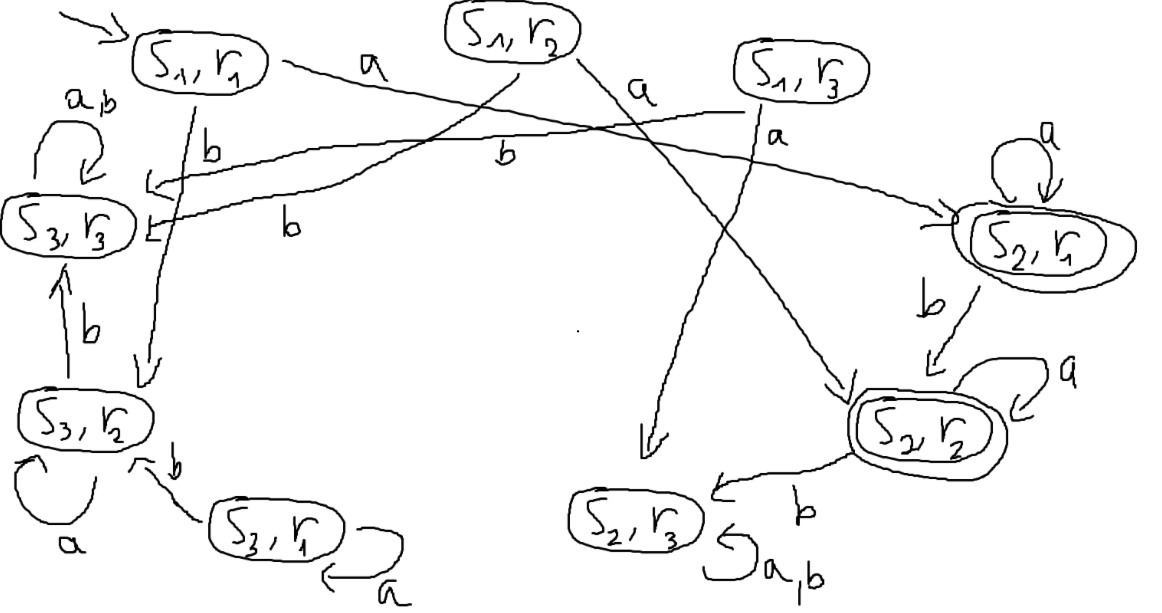 S₁, r₁
S₁, r₂
S₁, r₃
a
a
a,b
b
b
a
a
S₃, r₃
b
S₂, r₁
b
b
a
S₃, r₂
S₂, r₂
b
b
S₃, r₁
S₂, r₃
a
a
a,b